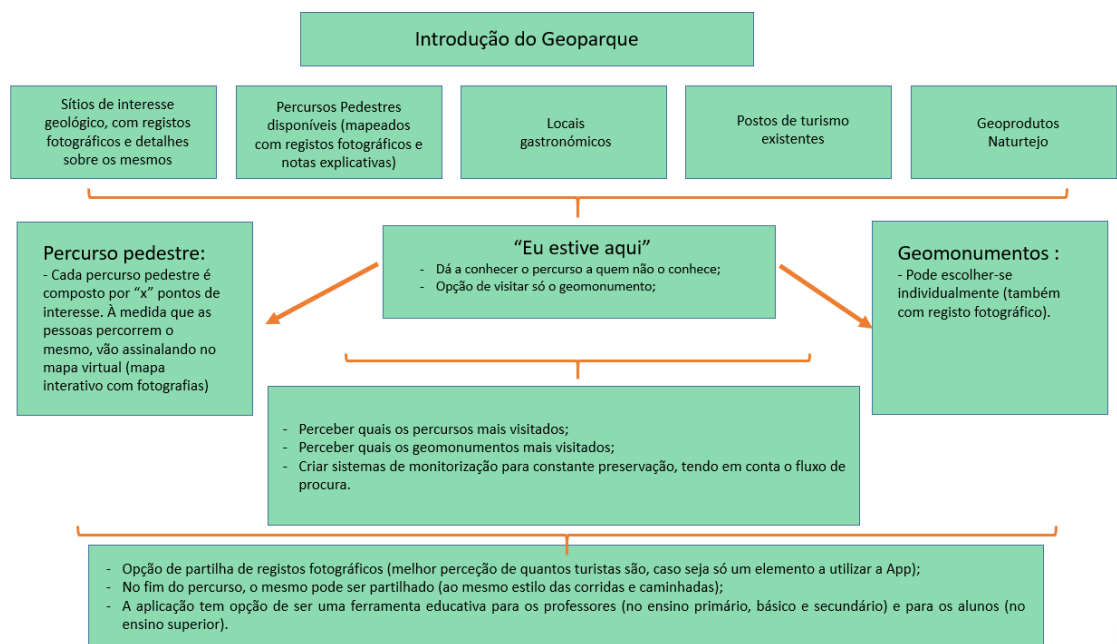 Introdução do Geoparque
Sítios de interesse
geológico, com registos
fotográficos e detalhes
sobre os mesmos
Percursos Pedestres
disponíveis (mapeados
com registos fotográficos e
notas explicativas)
Locais
gastronómicos
Postos de turismo
existentes
Geoprodutos
Naturtejo
Percurso pedestre:
- Cada percurso pedestre é
composto por “x” pontos de
interesse. À medida que as
pessoas percorrem o
mesmo, vão assinalando no
mapa virtual (mapa
interativo com fotografias)
“Eu estive aqui”
- Dá a conhecer o percurso a quem não o conhece;
- Opção de visitar só o geomonumento;
Geomonumentos :
- Pode escolher-se
individualmente (também
com registo fotográfico).
- Perceber quais os percursos mais visitados;
- Perceber quais os geomonumentos mais visitados;
- Criar sistemas de monitorização para constante preservação, tendo em conta o fluxo de
procura.
- Opção de partilha de registos fotográficos (melhor perceção de quantos turistas são, caso seja só um elemento a utilizar a App);
- No fim do percurso, o mesmo pode ser partilhado (ao mesmo estilo das corridas e caminhadas);
- A aplicação tem opção de ser uma ferramenta educativa para os professores (no ensino primário, básico e secundário) e para os alunos (no
ensino superior).